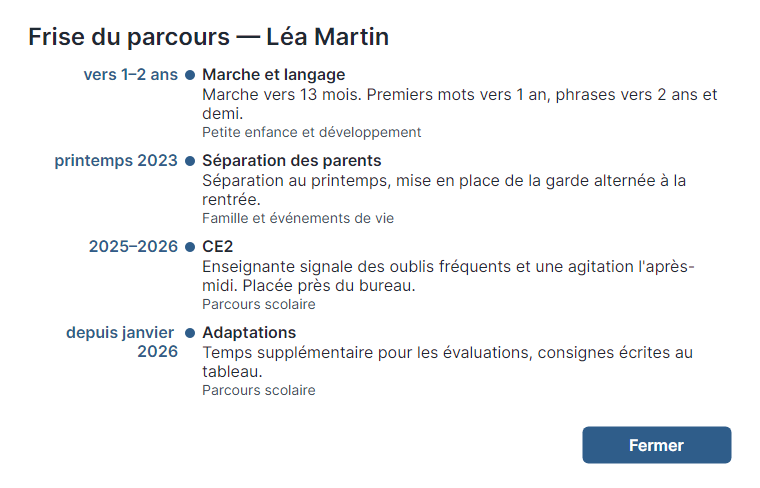 Frise du parcours — Léa Martin
vers 1–2 ans Marche et langage
Marche vers 13 mois. Premiers mots vers 1 an, phrases vers 2 ans et
demi.
Petite enfance et développement
printemps 2023 Séparation des parents
Séparation au printemps, mise en place de la garde alternée à la
rentrée.
Famille et événements de vie
2025–2026 CE2
Enseignante signale des oublis fréquents et une agitation l'après-
midi. Placée près du bureau.
Parcours scolaire
depuis janvier
2026
Adaptations
Temps supplémentaire pour les évaluations, consignes écrites au
tableau.
Parcours scolaire
Fermer